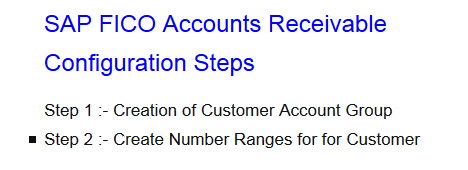 SAP FICO Accounts Receivable
Configuration Steps
Step 1 :- Creation of Customer Account Group
Step 2 :- Create Number Ranges for for Customer